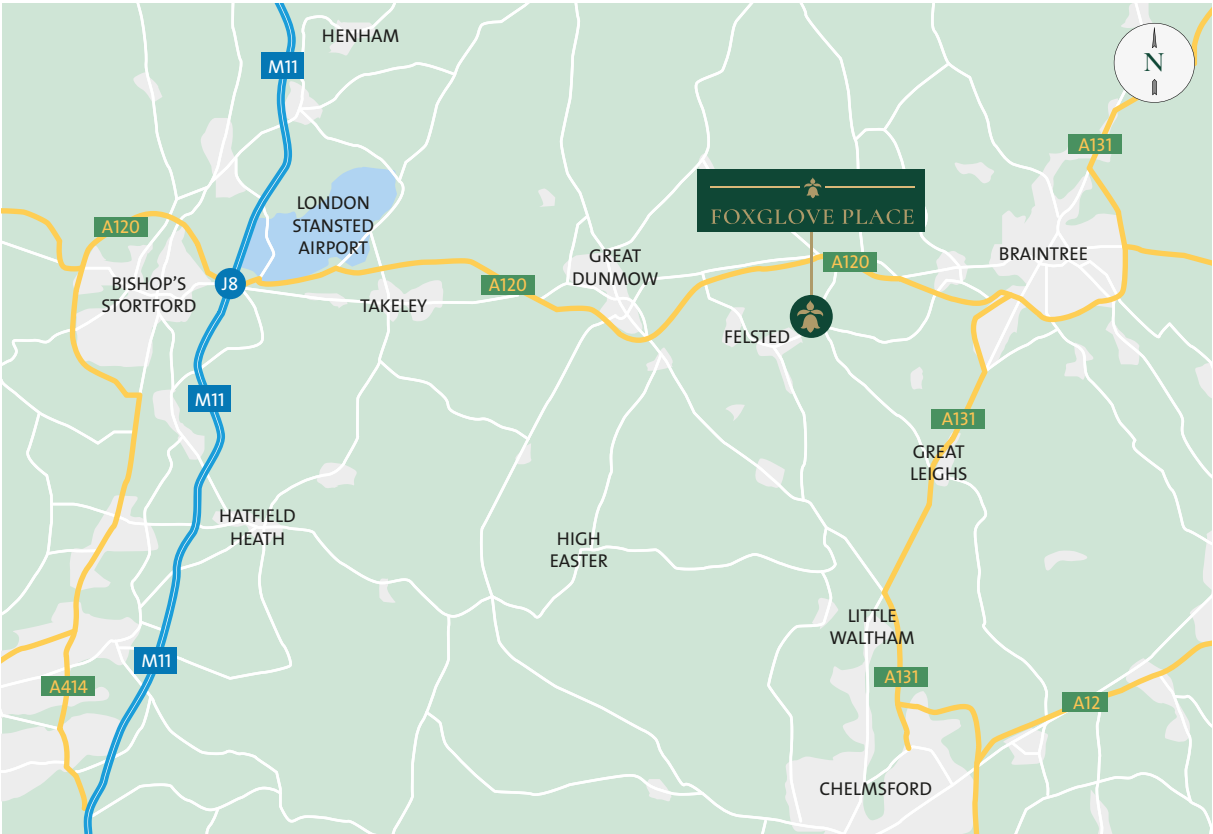 HENHAM
M11
N
A131
LONDON
STANSTED
AIRPORT
FOXGLOVE PLACE
A120
GREAT
DUNMOW
A120
BRAINTREE
BISHOP'S
STORTFORD
J8
TAKELEY
A120
FELSTED
M11
A131
GREAT
LEIGHS
HATFIELD
HEATH
HIGH
EASTER
LITTLE
WALTHAM
M11
A414
A131
A12
CHELMSFORD